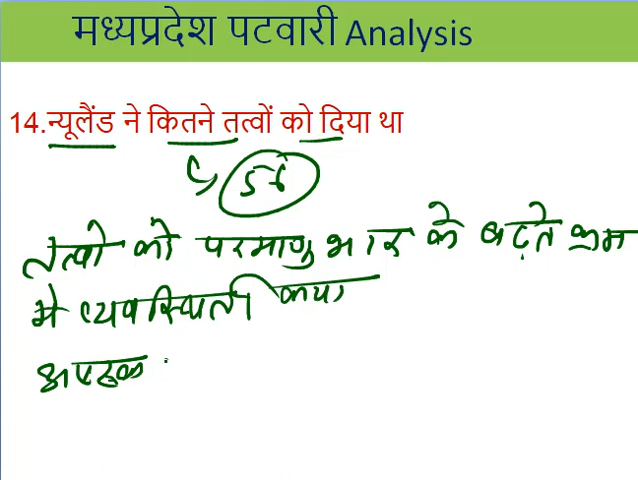 मध्यप्रदेश पटवारी Analysis
14.न्यूलैंड ने कितने तत्वों को दिया था
56
तत्वो को परमाणु भार के बढ़ते क्रम
मे व्यवस्थित किया
अष्टक